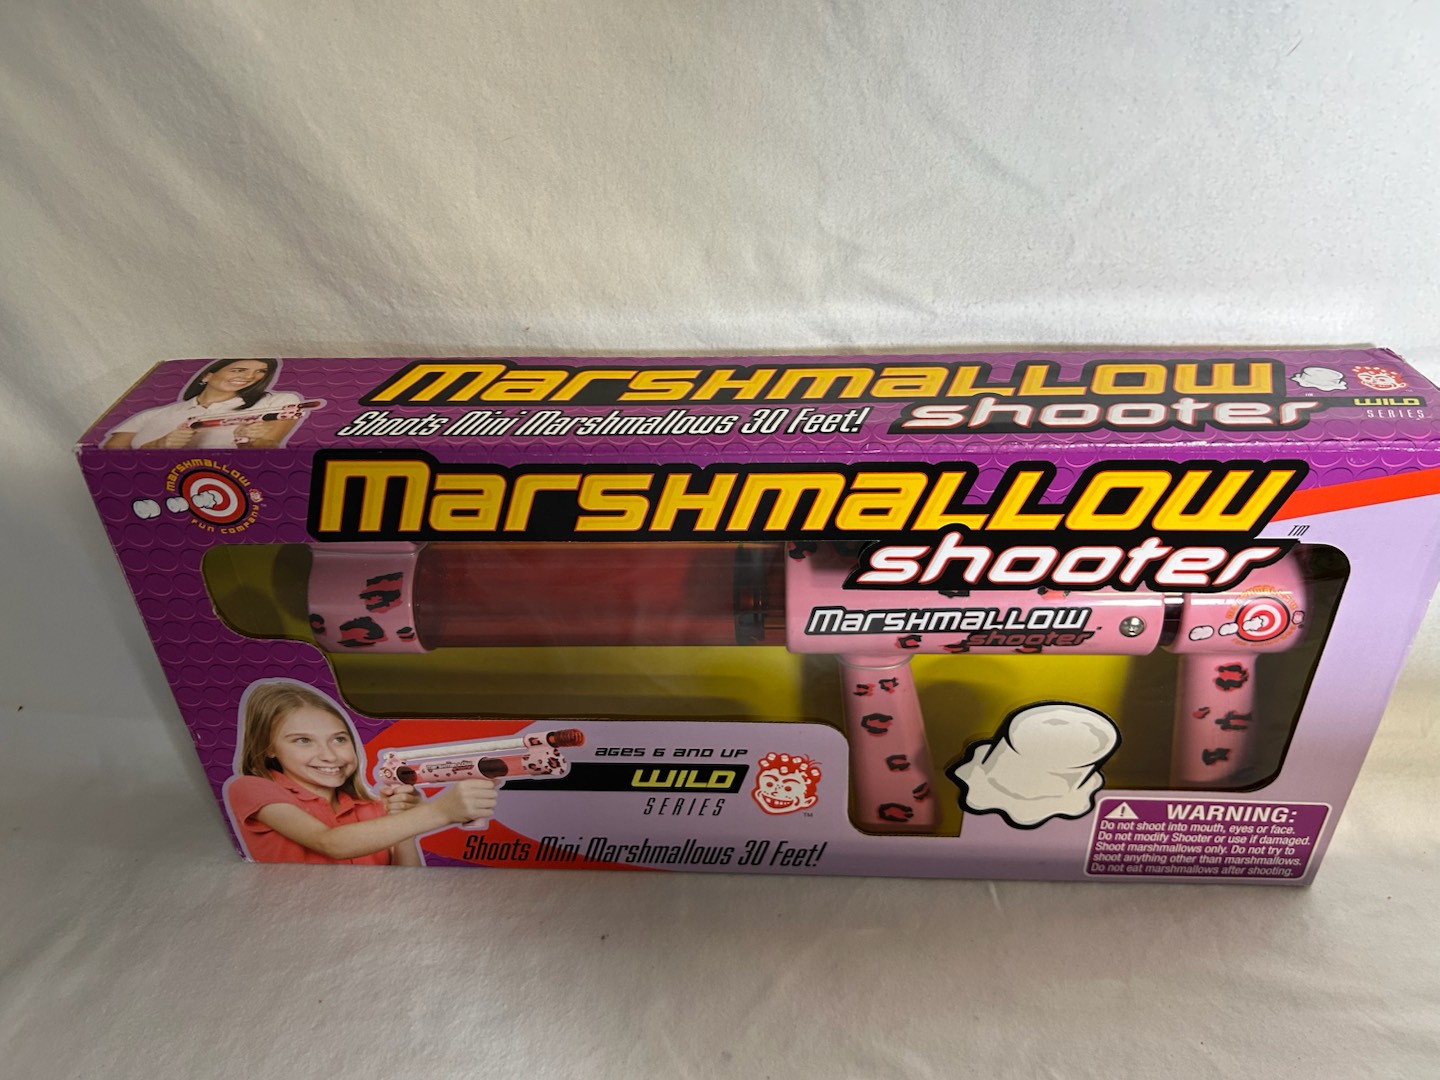 Marshmallow
shooter
™
Shoots Mini Marshmallows 30 Feet!
WILD
SERIES
Marshmallow
Fun Company
Marshmallow
shooter
™
Marshmallow
shooter
AGES 6 AND UP
WILD
SERIES
™
Shoots Mini Marshmallows 30 Feet!
WARNING:
Do not shoot into mouth, eyes or face.
Do not modify Shooter or use if damaged.
Shoot marshmallows only. Do not try to
shoot anything other than marshmallows.
Do not eat marshmallows after shooting.